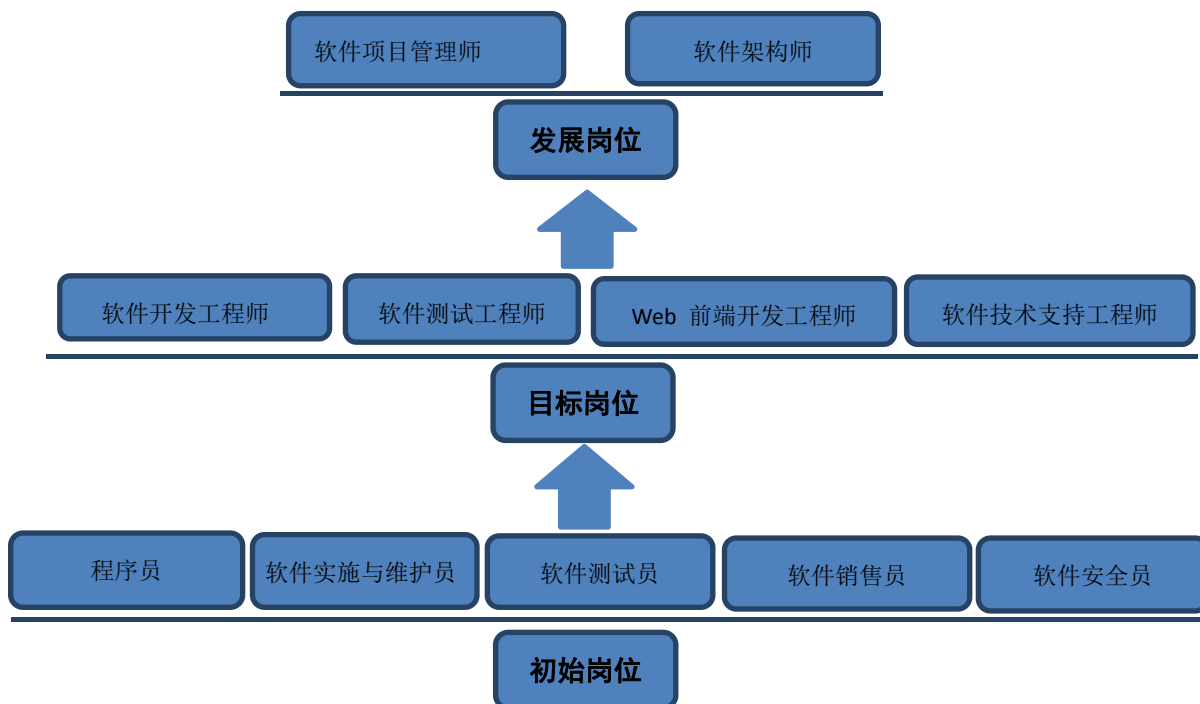 软件项目管理师
软件架构师
发展岗位
软件开发工程师
软件测试工程师
Web 前端开发工程师
软件技术支持工程师
目标岗位
程序员
软件实施与维护员
软件测试员
软件销售员
软件安全员
初始岗位